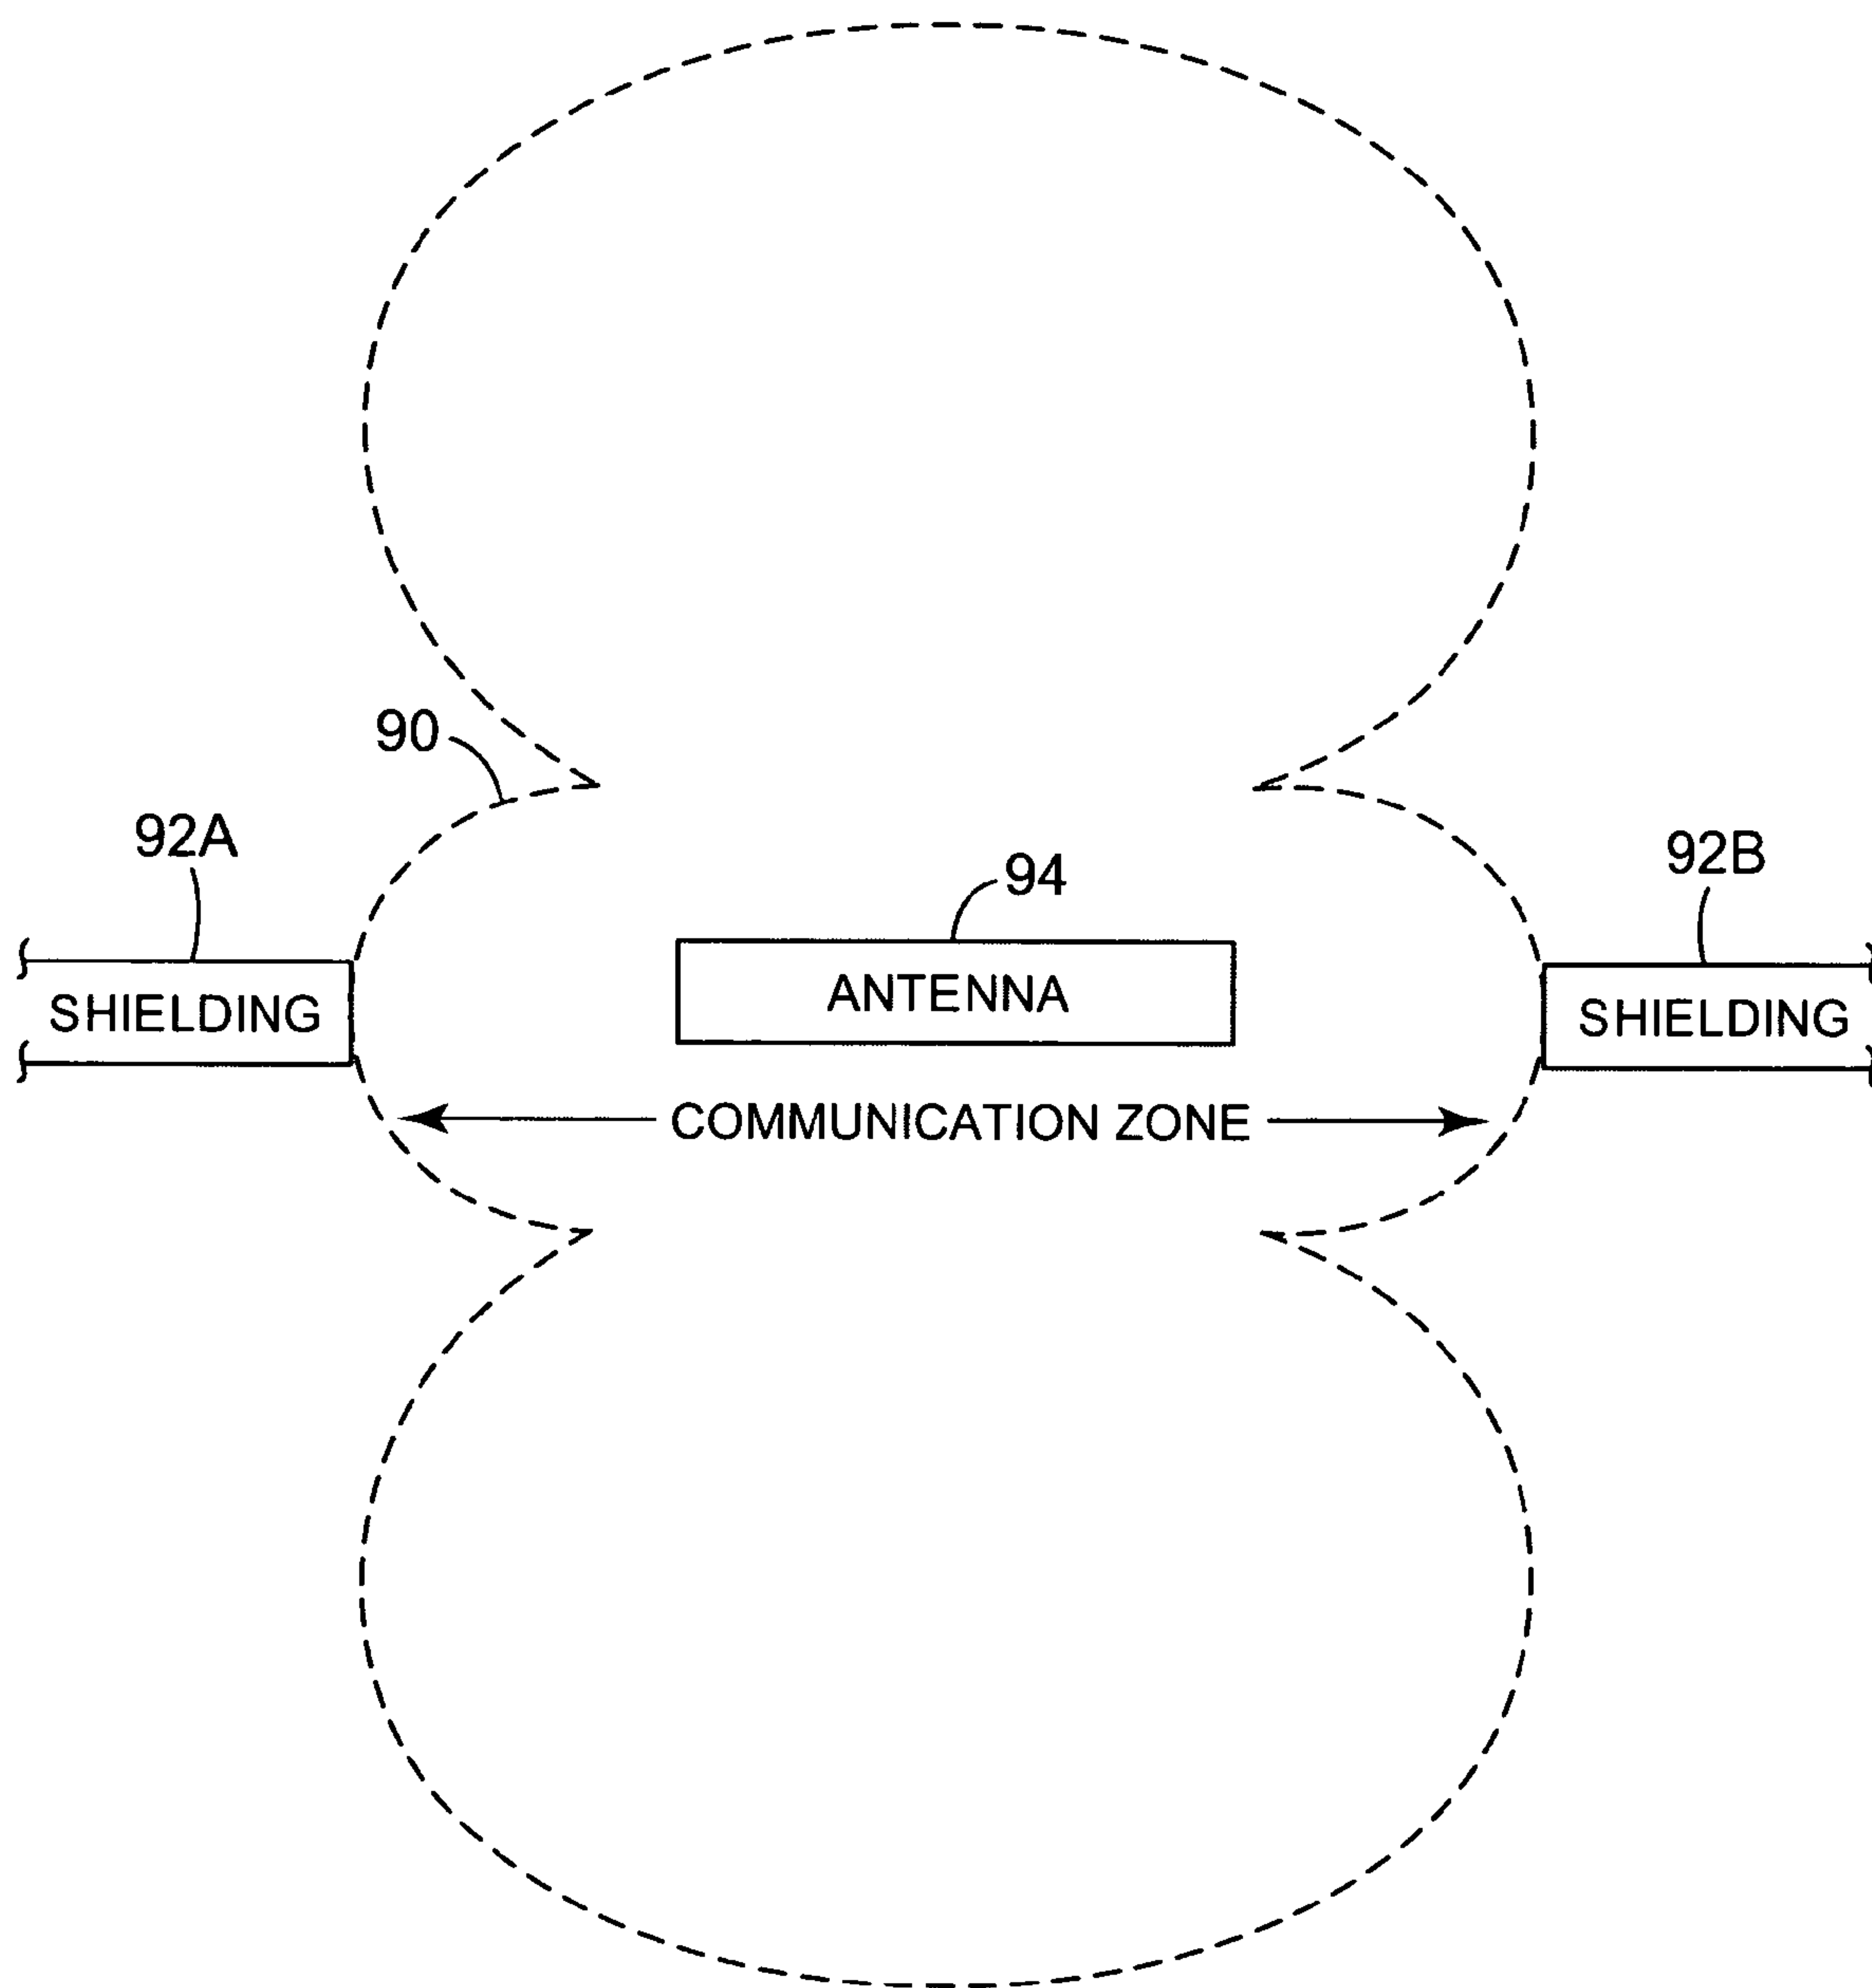 90
92A
94
92B
ANTENNA
SHIELDING
SHIELDING
COMMUNICATION ZONE